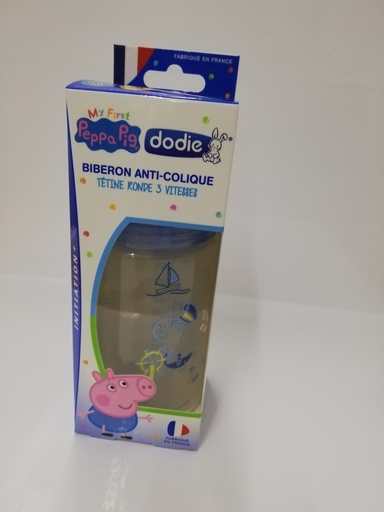 FABRIQUÉ EN FRANCE
My First
Peppa Pig
dodie
BIBERON ANTI-COLIQUE
TÉTINE RONDE 3 VITESSES
INITIATION+
FABRIQUÉ
EN FRANCE